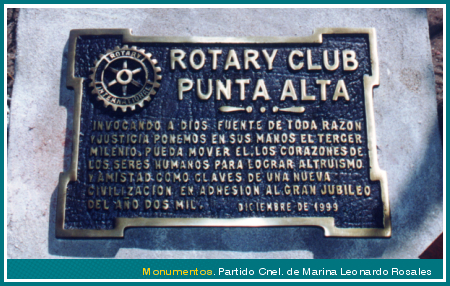 ROTARY
INTERNATIONAL
ROTARY CLUB
PUNTA ALTA
INVOCANDO A DIOS FUENTE DE TODA RAZON
Y JUSTICIA PONEMOS EN SUS MANOS EL TERCER
MILENIO, PUEDA MOVER EL LOS CORAZONES DE
LOS SERES HUMANOS PARA LOGRAR ALTRUISMO
Y AMISTAD COMO CLAVES DE UNA NUEVA
CIVILIZACION EN ADHESION AL GRAN JUBILEO
DEL AÑO DOS MIL.
DICIEMBRE DE 1999
Monumentos. Partido Cnel. de Marina Leonardo Rosales